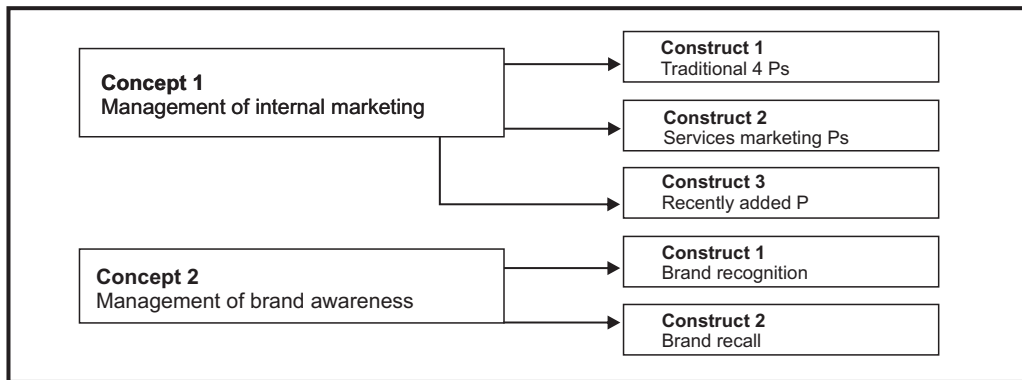 Concept 1
Management of internal marketing
Construct 1
Traditional 4 Ps
Construct 2
Services marketing Ps
Construct 3
Recently added P
Concept 2
Management of brand awareness
Construct 1
Brand recognition
Construct 2
Brand recall